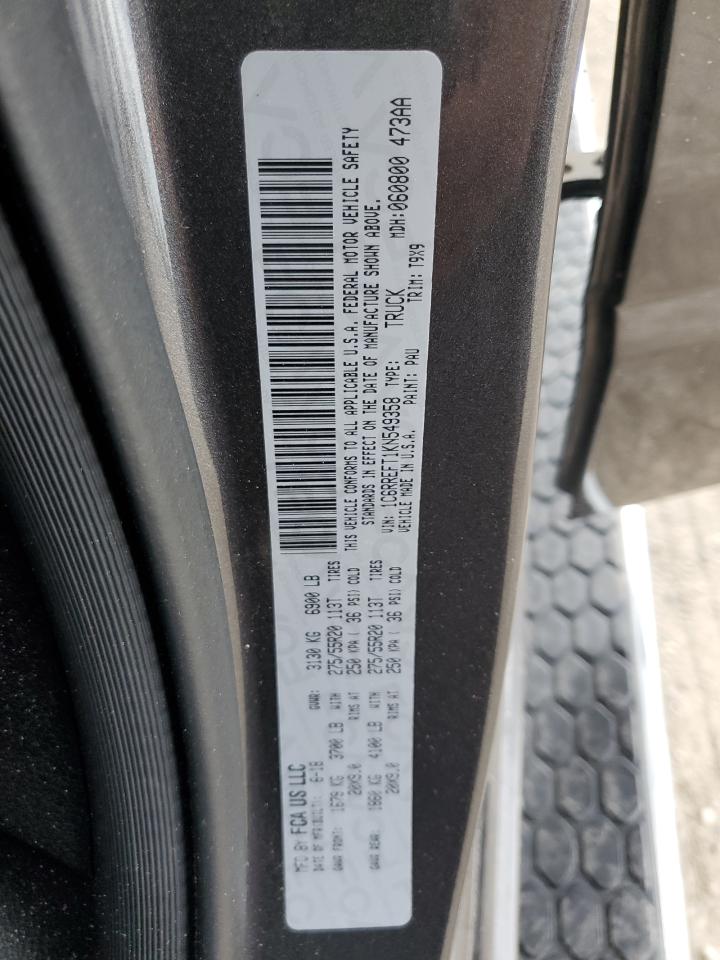 MFD BY FCA US LLC
DATE OF MFR(BUILT): 6-18 GVWR: 3130 KG 6900 LB
GAWR FRONT: 1679 KG 3700 LB WITH 275/55R20 113T TIRES
20X9.0 RIMS AT 250 KPA ( 36 PSI) COLD
GAWR REAR: 1860 KG 4100 LB WITH 275/55R20 113T TIRES
20X9.0 RIMS AT 250 KPA ( 36 PSI) COLD
THIS VEHICLE CONFORMS TO ALL APPLICABLE U.S.A. FEDERAL MOTOR VEHICLE SAFETY
STANDARDS IN EFFECT ON THE DATE OF MANUFACTURE SHOWN ABOVE.
VIN: 1C6RREFT1KN549358 TYPE: TRUCK MDH:060800 473AA
VEHICLE MADE IN U.S.A. PAINT: PAU TRIM: T9X9